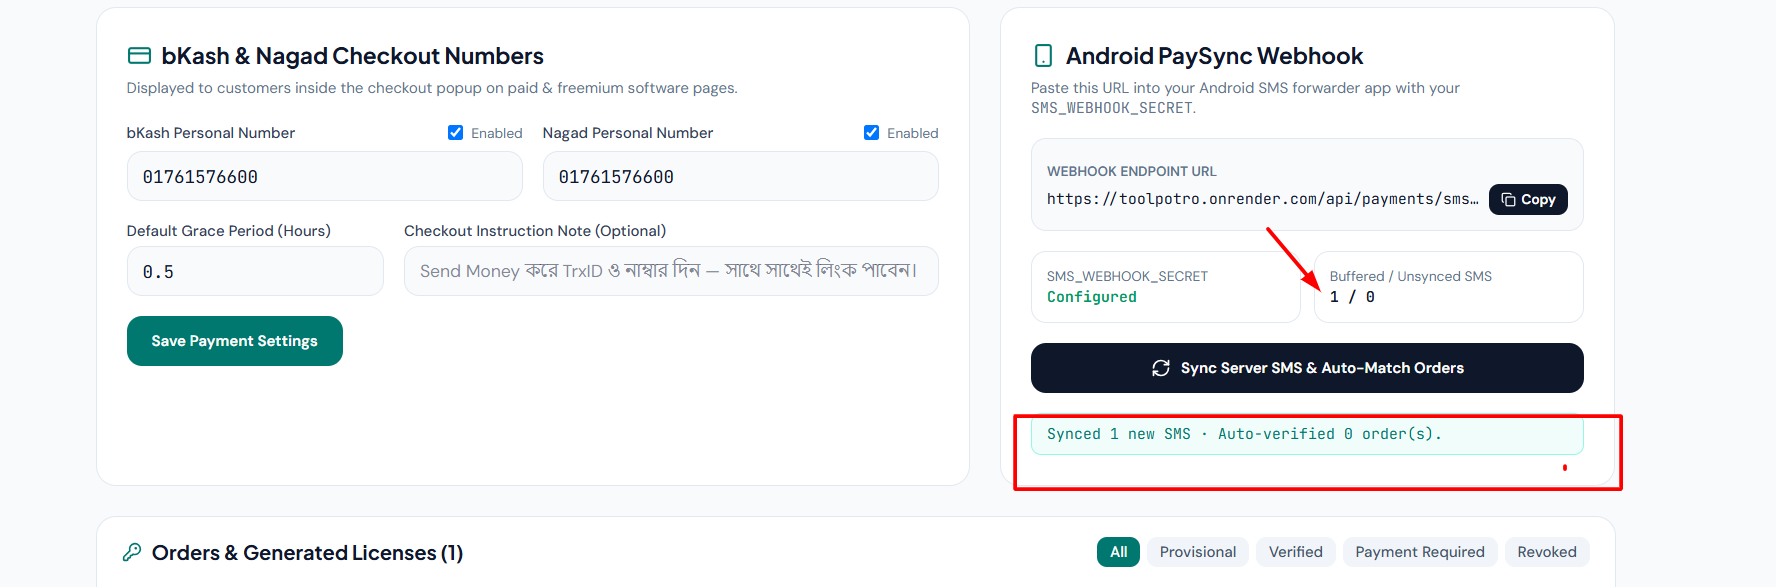 bKash & Nagad Checkout Numbers
Displayed to customers inside the checkout popup on paid & freemium software pages.
bKash Personal Number
Enabled
Nagad Personal Number
Enabled
01761576600
01761576600
Default Grace Period (Hours)
Checkout Instruction Note (Optional)
0.5
Send Money করে TrxID ও নাম্বার দিন — সাথে সাথেই লিংক পাবেন।
Save Payment Settings
Android PaySync Webhook
Paste this URL into your Android SMS forwarder app with your
SMS_WEBHOOK_SECRET.
WEBHOOK ENDPOINT URL
https://toolpotro.onrender.com/api/payments/sms…
Copy
SMS_WEBHOOK_SECRET
Configured
Buffered / Unsynced SMS
1 / 0
Sync Server SMS & Auto-Match Orders
Synced 1 new SMS · Auto-verified 0 order(s).
Orders & Generated Licenses (1)
All
Provisional
Verified
Payment Required
Revoked